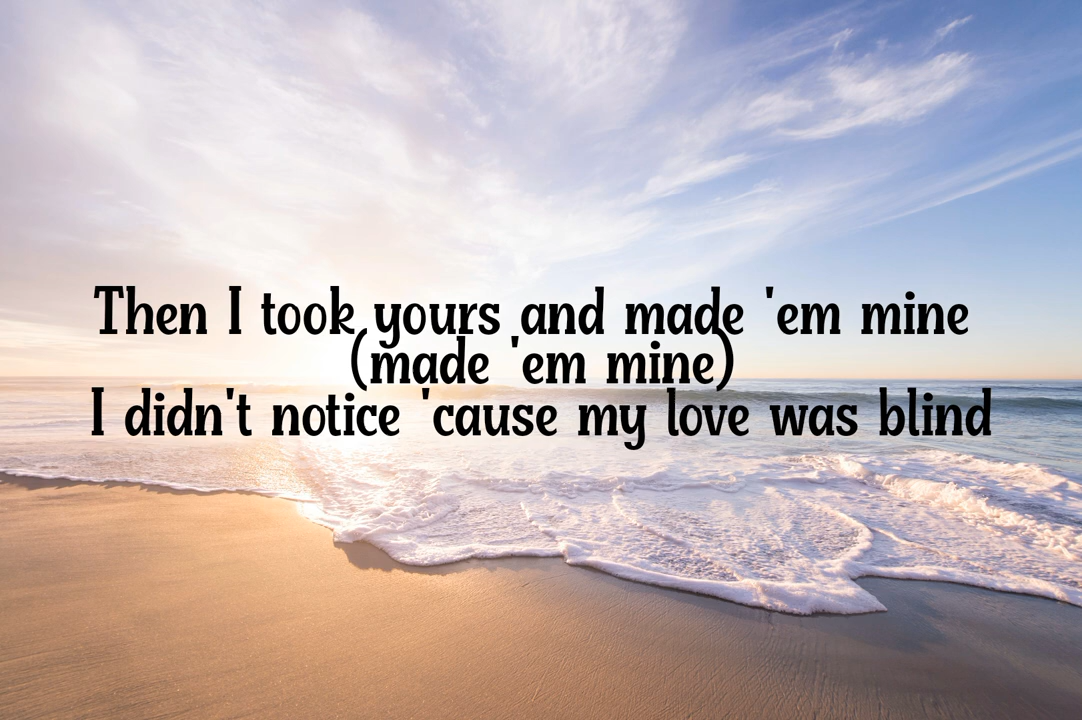 Then I took yours and made 'em mine
(made 'em mine)
I didn't notice 'cause my love was blind